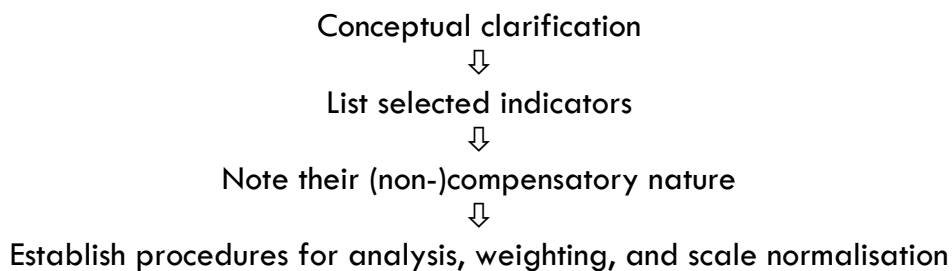 Conceptual clarification
⇩
List selected indicators
⇩
Note their (non-)compensatory nature
⇩
Establish procedures for analysis, weighting, and scale normalisation